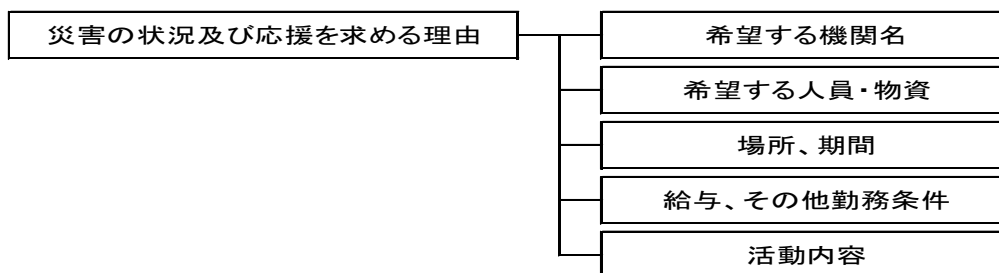 災害の状況及び応援を求める理由
希望する機関名
希望する人員・物資
場所、期間
給与、その他勤務条件
活動内容